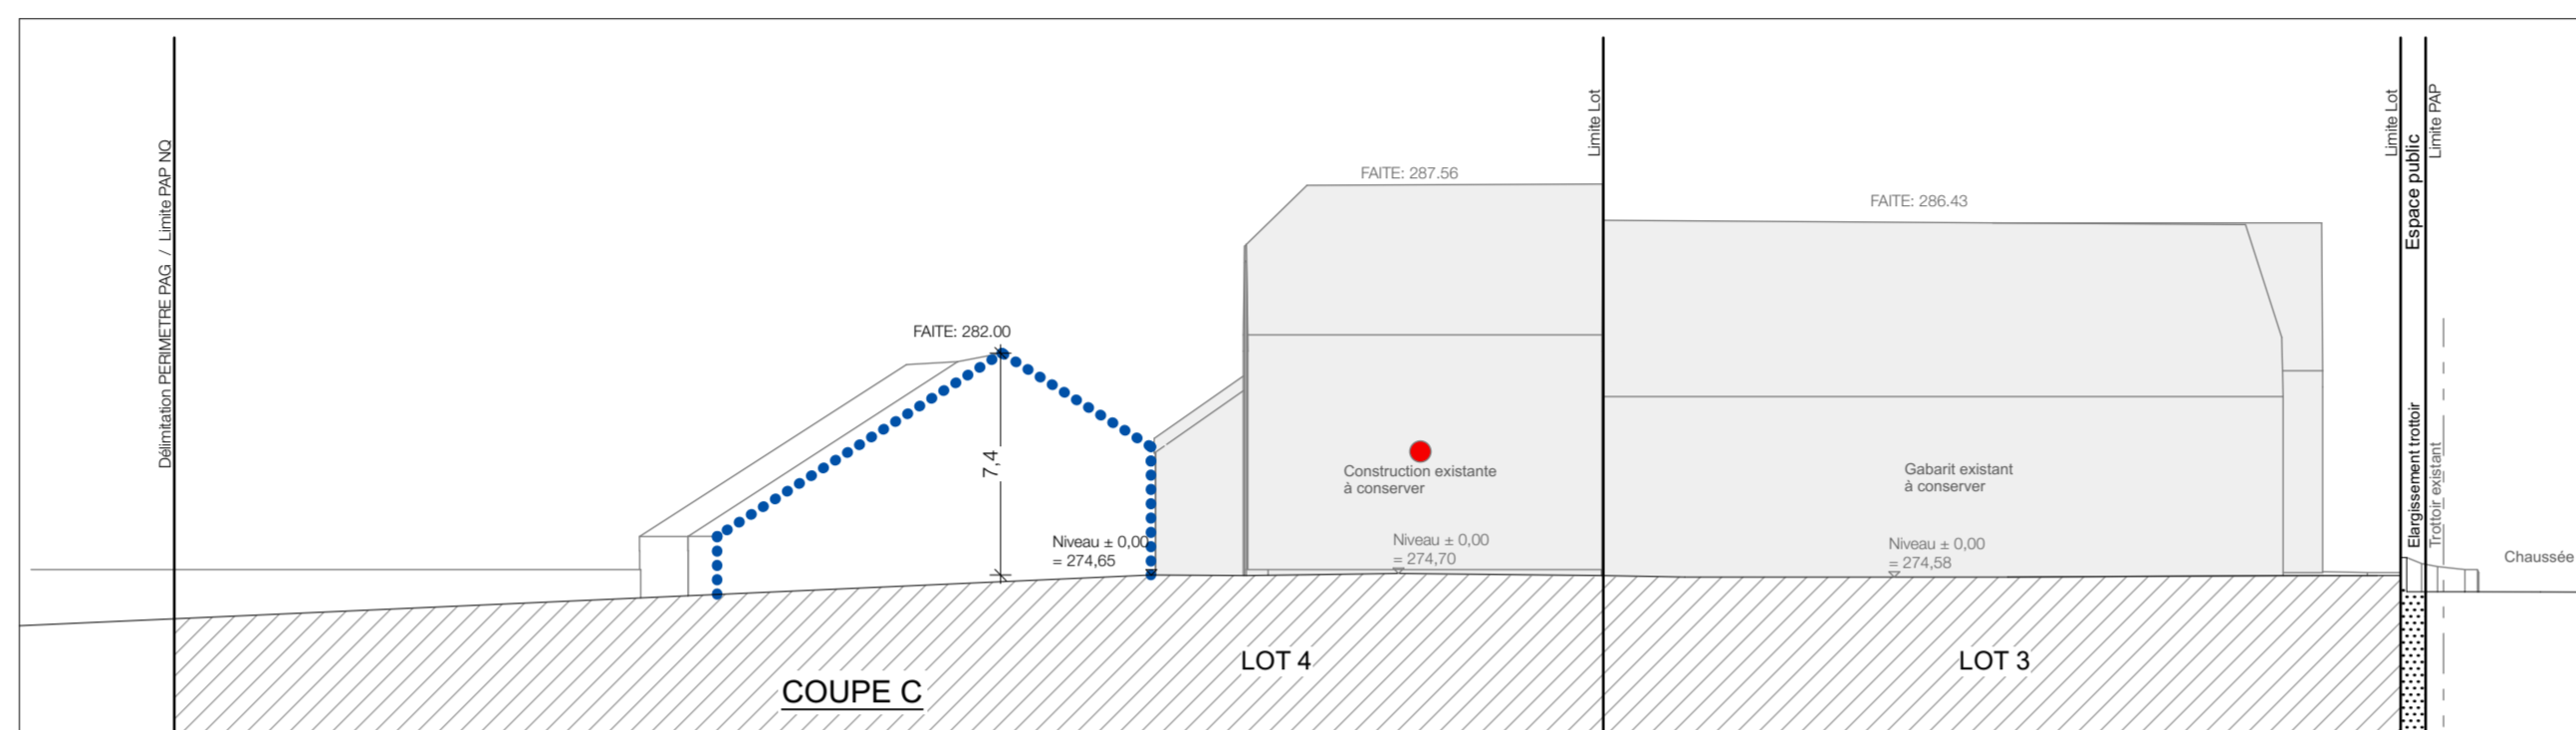 Délimitation PERIMETRE PAG / Limite PAP NQ
FAITE: 282.00
7,4
Niveau ± 0,00
= 274,65
FAITE: 287.56
Construction existante
à conserver
Niveau ± 0,00
= 274,70
Limite Lot
FAITE: 286.43
Gabarit existant
à conserver
Niveau ± 0,00
= 274,58
Limite Lot
Espace public
Limite PAP
Elargissement trottoir
Trottoir existant
Chaussée
LOT 4
LOT 3
COUPE C